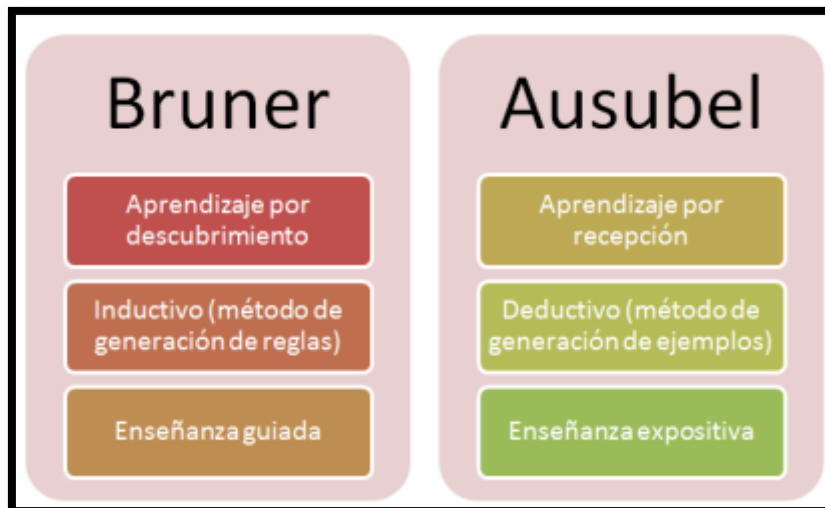 Bruner
Aprendizaje por
descubrimiento
Inductivo (método de
generación de reglas)
Enseñanza guiada
Ausubel
Aprendizaje por
recepción
Deductivo (método de
generación de ejemplos)
Enseñanza expositiva